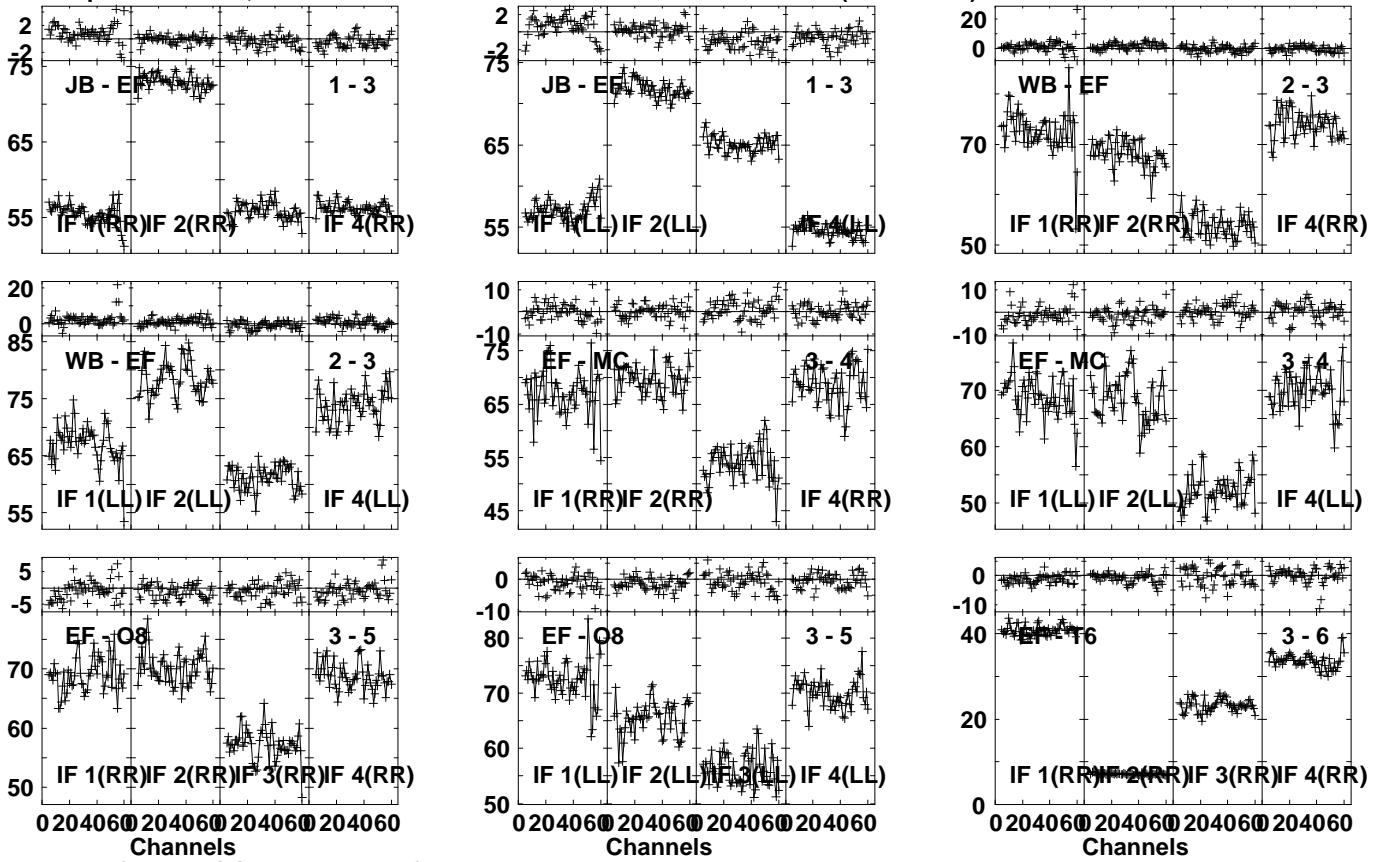 2
-2
75
65
55
JB - EF
1 - 3
IF 1(RR) IF 2(RR) IF 4(RR)
2
-2
75
65
55
JB - EF
1 - 3
IF 1(LL) IF 2(LL) IF 4(LL)
20
0
70
50
WB - EF
2 - 3
IF 1(RR) IF 2(RR) IF 4(RR)
20
0
85
75
65
55
WB - EF
2 - 3
IF 1(LL) IF 2(LL) IF 4(LL)
10
-10
75
65
55
45
EF - MC
3 - 4
IF 1(RR) IF 2(RR) IF 4(RR)
10
-10
70
50
EF - MC
3 - 4
IF 1(LL) IF 2(LL) IF 4(LL)
5
-5
70
60
50
EF - O8
3 - 5
IF 1(RR) IF 2(RR) IF 3(RR) IF 4(RR)
0 20 40 60 0 20 40 60 0 20 40 60 0 20 40 60
Channels
0
-10
80
70
60
50
EF - O8
3 - 5
IF 1(LL) IF 2(LL) IF 3(LL) IF 4(LL)
0 20 40 60 0 20 40 60 0 20 40 60 0 20 40 60
Channels
0
-10
40
20
0
EF - T6
3 - 6
IF 1(RR) IF 2(RR) IF 3(RR) IF 4(RR)
0 20 40 60 0 20 40 60 0 20 40 60 0 20 40 60
Channels